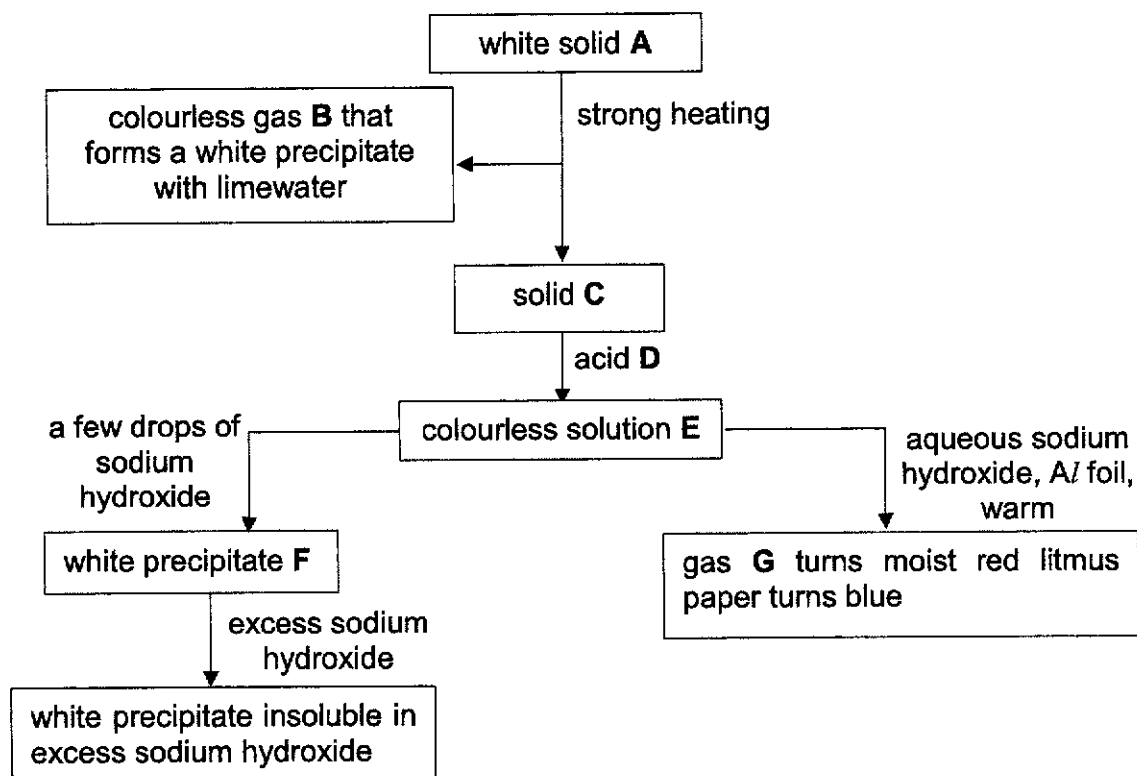 white solid A
strong heating
colourless gas B that
forms a white precipitate
with limewater
solid C
acid D
colourless solution E
a few drops of
sodium
hydroxide
aqueous sodium
hydroxide, Al foil,
warm
white precipitate F
gas G turns moist red litmus
paper turns blue
excess sodium
hydroxide
white precipitate insoluble in
excess sodium hydroxide